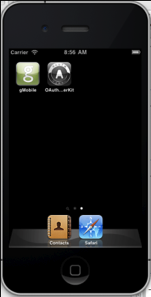 Carrier 8:56 AM
gMobile OAuth...erKit
Contacts Safari